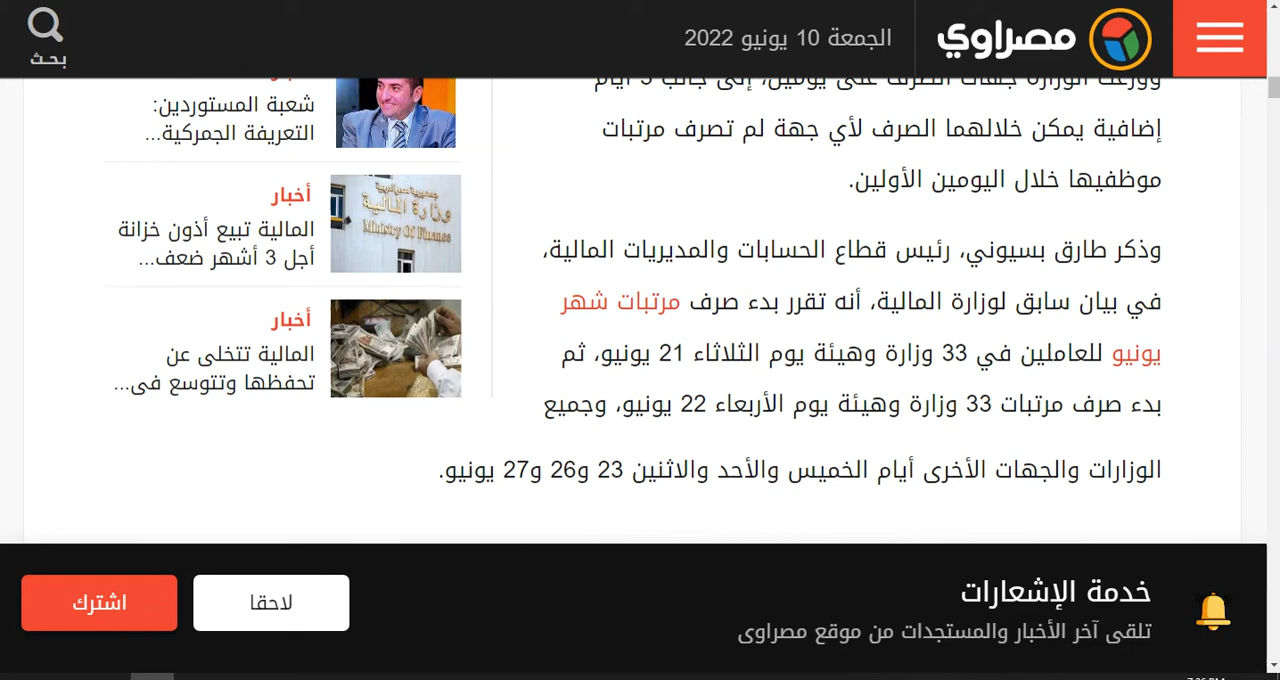 مصراوي
الجمعة 10 يونيو 2022
بحث
إضافية يمكن خلالهما الصرف لأي جهة لم تصرف مرتبات
موظفيها خلال اليومين الأولين.
وذكر طارق بسيوني، رئيس قطاع الحسابات والمديريات المالية،
في بيان سابق لوزارة المالية، أنه تقرر بدء صرف مرتبات شهر
يونيو للعاملين في 33 وزارة وهيئة يوم الثلاثاء 21 يونيو، ثم
بدء صرف مرتبات 33 وزارة وهيئة يوم الأربعاء 22 يونيو، وجميع
الوزارات والجهات الأخرى أيام الخميس والأحد والاثنين 23 و26 و27 يونيو.
شعبة المستوردين:
التعريفة الجمركية...
أخبار
المالية تبيع أذون خزانة
أجل 3 أشهر ضعف...
وزارة المالية
Ministry Of Finance
أخبار
المالية تتخلى عن
تحفظها وتتوسع فى...
خدمة الإشعارات
تلقى آخر الأخبار والمستجدات من موقع مصراوى
لاحقا
اشترك